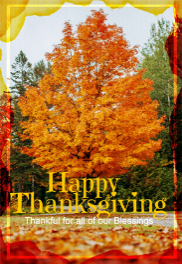 Happy
Thanksgiving
Thankful for all of our Blessings